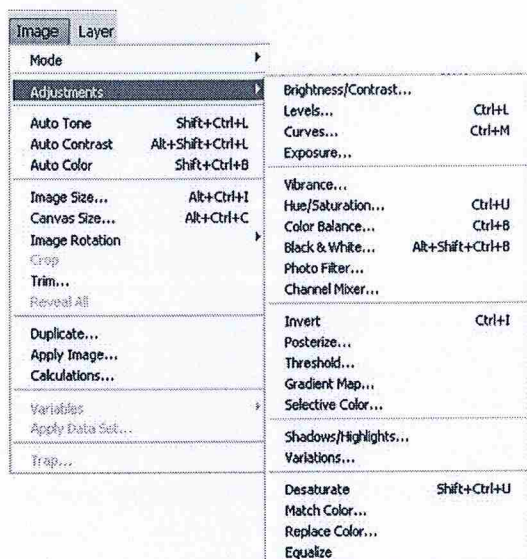 Image Layer
Mode
Adjustments
Auto Tone Shift+Ctrl+L
Auto Contrast Alt+Shift+Ctrl+L
Auto Color Shift+Ctrl+B
Image Size... Alt+Ctrl+I
Canvas Size... Alt+Ctrl+C
Image Rotation
Crop
Trim...
Reveal All
Duplicate...
Apply Image...
Calculations...
Variables
Apply Data Set...
Trap...
Brightness/Contrast...
Levels... Ctrl+L
Curves... Ctrl+M
Exposure...
Vibrance...
Hue/Saturation... Ctrl+U
Color Balance... Ctrl+B
Black & White... Alt+Shift+Ctrl+B
Photo Filter...
Channel Mixer...
Invert Ctrl+I
Posterize...
Threshold...
Gradient Map...
Selective Color...
Shadows/Highlights...
Variations...
Desaturate Shift+Ctrl+U
Match Color...
Replace Color...
Equalize